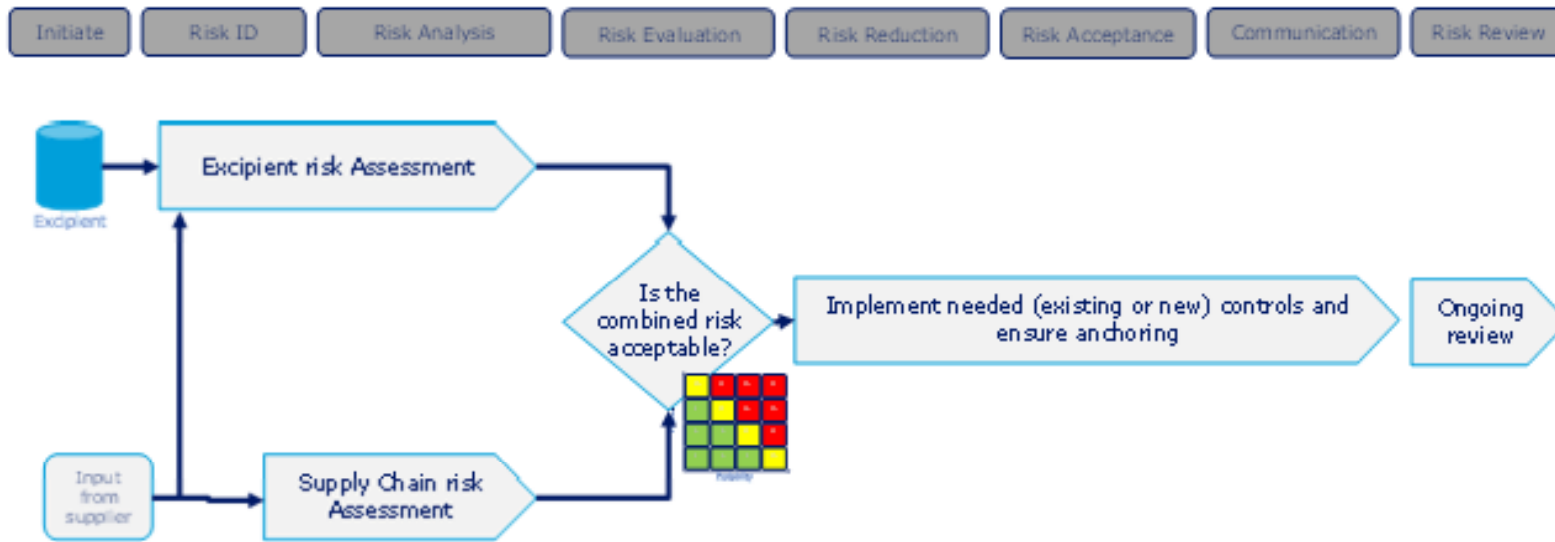 Initiate
Risk ID
Risk Analysis
Risk Evaluation
Risk Reduction
Risk Acceptance
Communication
Risk Review
Excipient risk Assessment
Excipient
Is the
combined risk
acceptable?
Implement needed (existing or new) controls and
ensure anchoring
Ongoing
review
Input
from
supplier
Supply Chain risk
Assessment